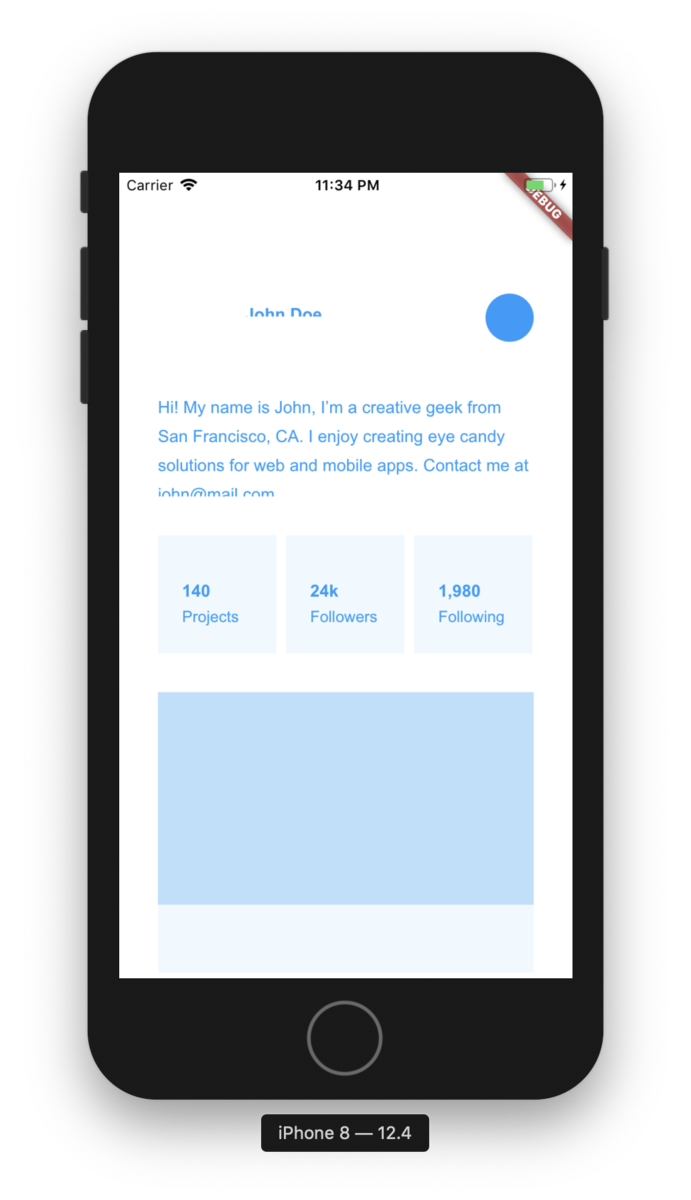 Carrier 11:34 PM
DEBUG
John Doe
Hi! My name is John, I'm a creative geek from
San Francisco, CA. I enjoy creating eye candy
solutions for web and mobile apps. Contact me at
john@mail.com
140 24k 1,980
Projects Followers Following
iPhone 8 — 12.4